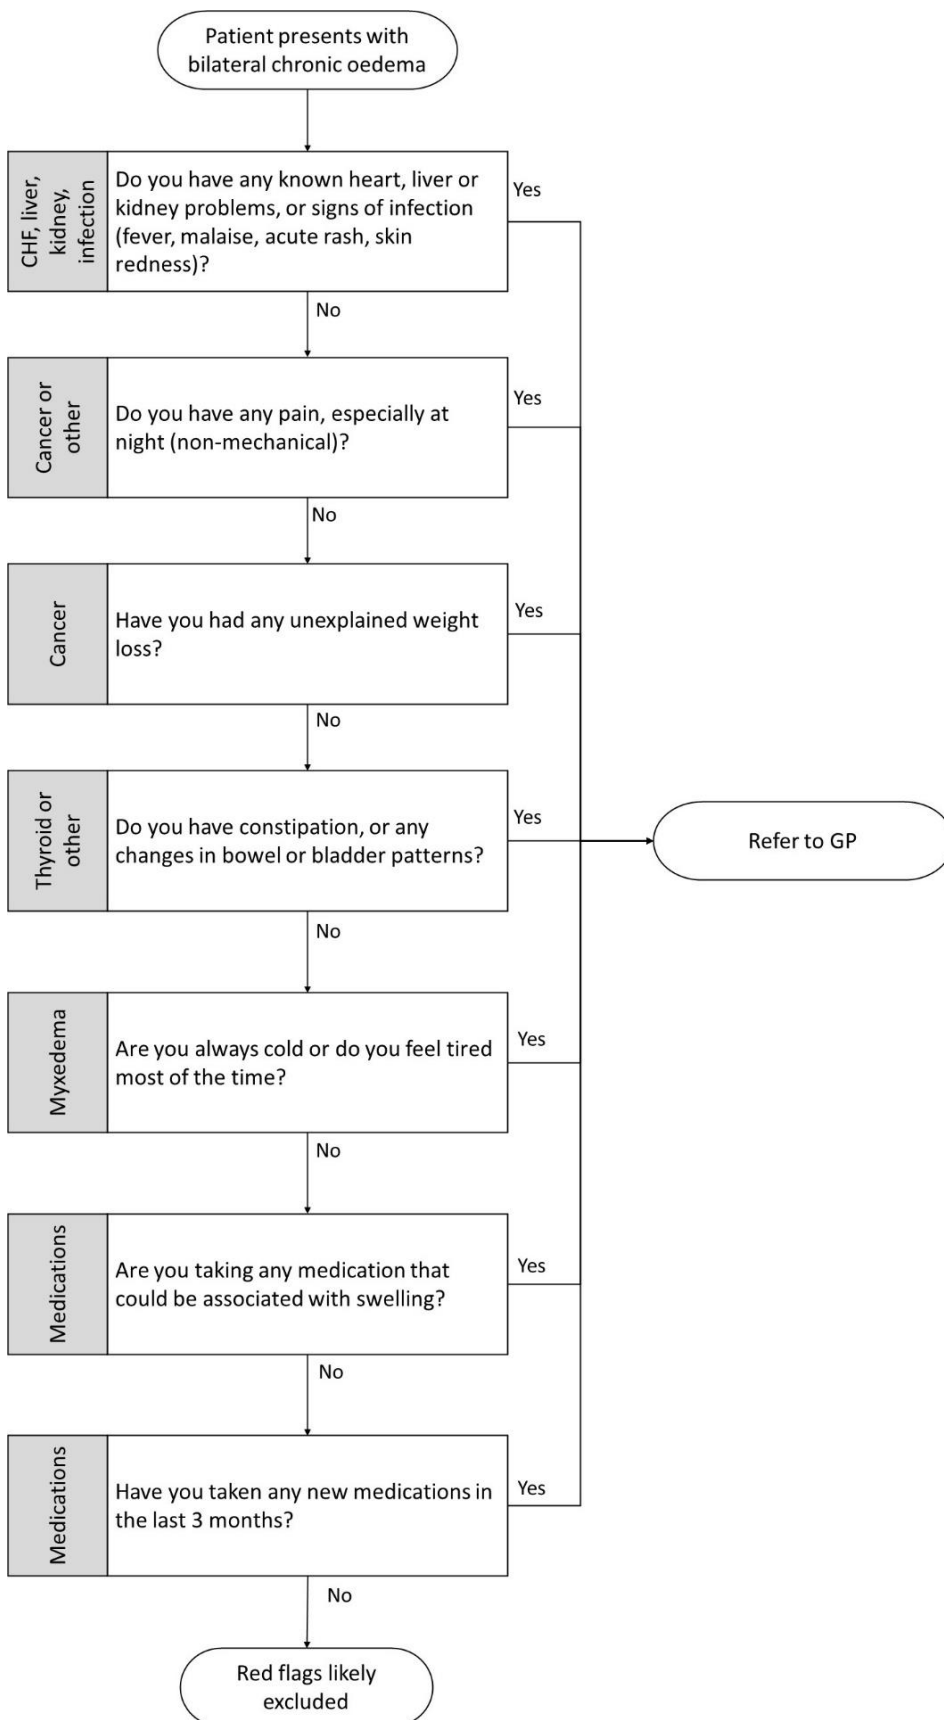 Patient presents with
bilateral chronic oedema
CHF, liver,
kidney,
infection
Do you have any known heart, liver or
kidney problems, or signs of infection
(fever, malaise, acute rash, skin
redness)?
Yes
No
Cancer or
other
Do you have any pain, especially at
night (non-mechanical)?
Yes
No
Cancer
Have you had any unexplained weight
loss?
Yes
No
Thyroid or
other
Do you have constipation, or any
changes in bowel or bladder patterns?
Yes
Refer to GP
No
Myxedema
Are you always cold or do you feel tired
most of the time?
Yes
No
Medications
Are you taking any medication that
could be associated with swelling?
Yes
No
Medications
Have you taken any new medications in
the last 3 months?
Yes
No
Red flags likely
excluded